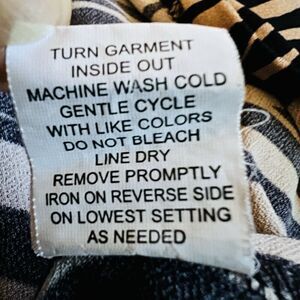 TURN GARMENT
INSIDE OUT
MACHINE WASH COLD
GENTLE CYCLE
WITH LIKE COLORS
DO NOT BLEACH
LINE DRY
REMOVE PROMPTLY
IRON ON REVERSE SIDE
ON LOWEST SETTING
AS NEEDED